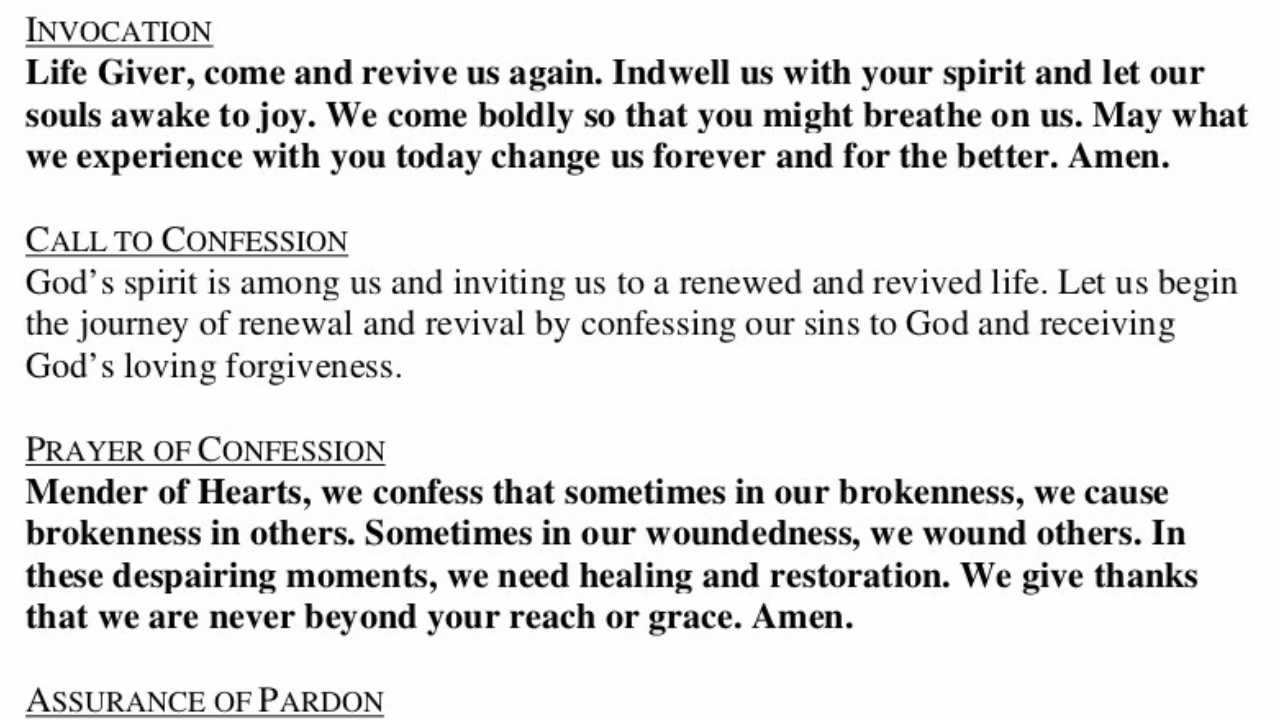 INVOCATION
Life Giver, come and revive us again. Indwell us with your spirit and let our
souls awake to joy. We come boldly so that you might breathe on us. May what
we experience with you today change us forever and for the better. Amen.
CALL TO CONFESSION
God’s spirit is among us and inviting us to a renewed and revived life. Let us begin
the journey of renewal and revival by confessing our sins to God and receiving
God’s loving forgiveness.
PRAYER OF CONFESSION
Mender of Hearts, we confess that sometimes in our brokenness, we cause
brokenness in others. Sometimes in our woundedness, we wound others. In
these despairing moments, we need healing and restoration. We give thanks
that we are never beyond your reach or grace. Amen.
ASSURANCE OF PARDON